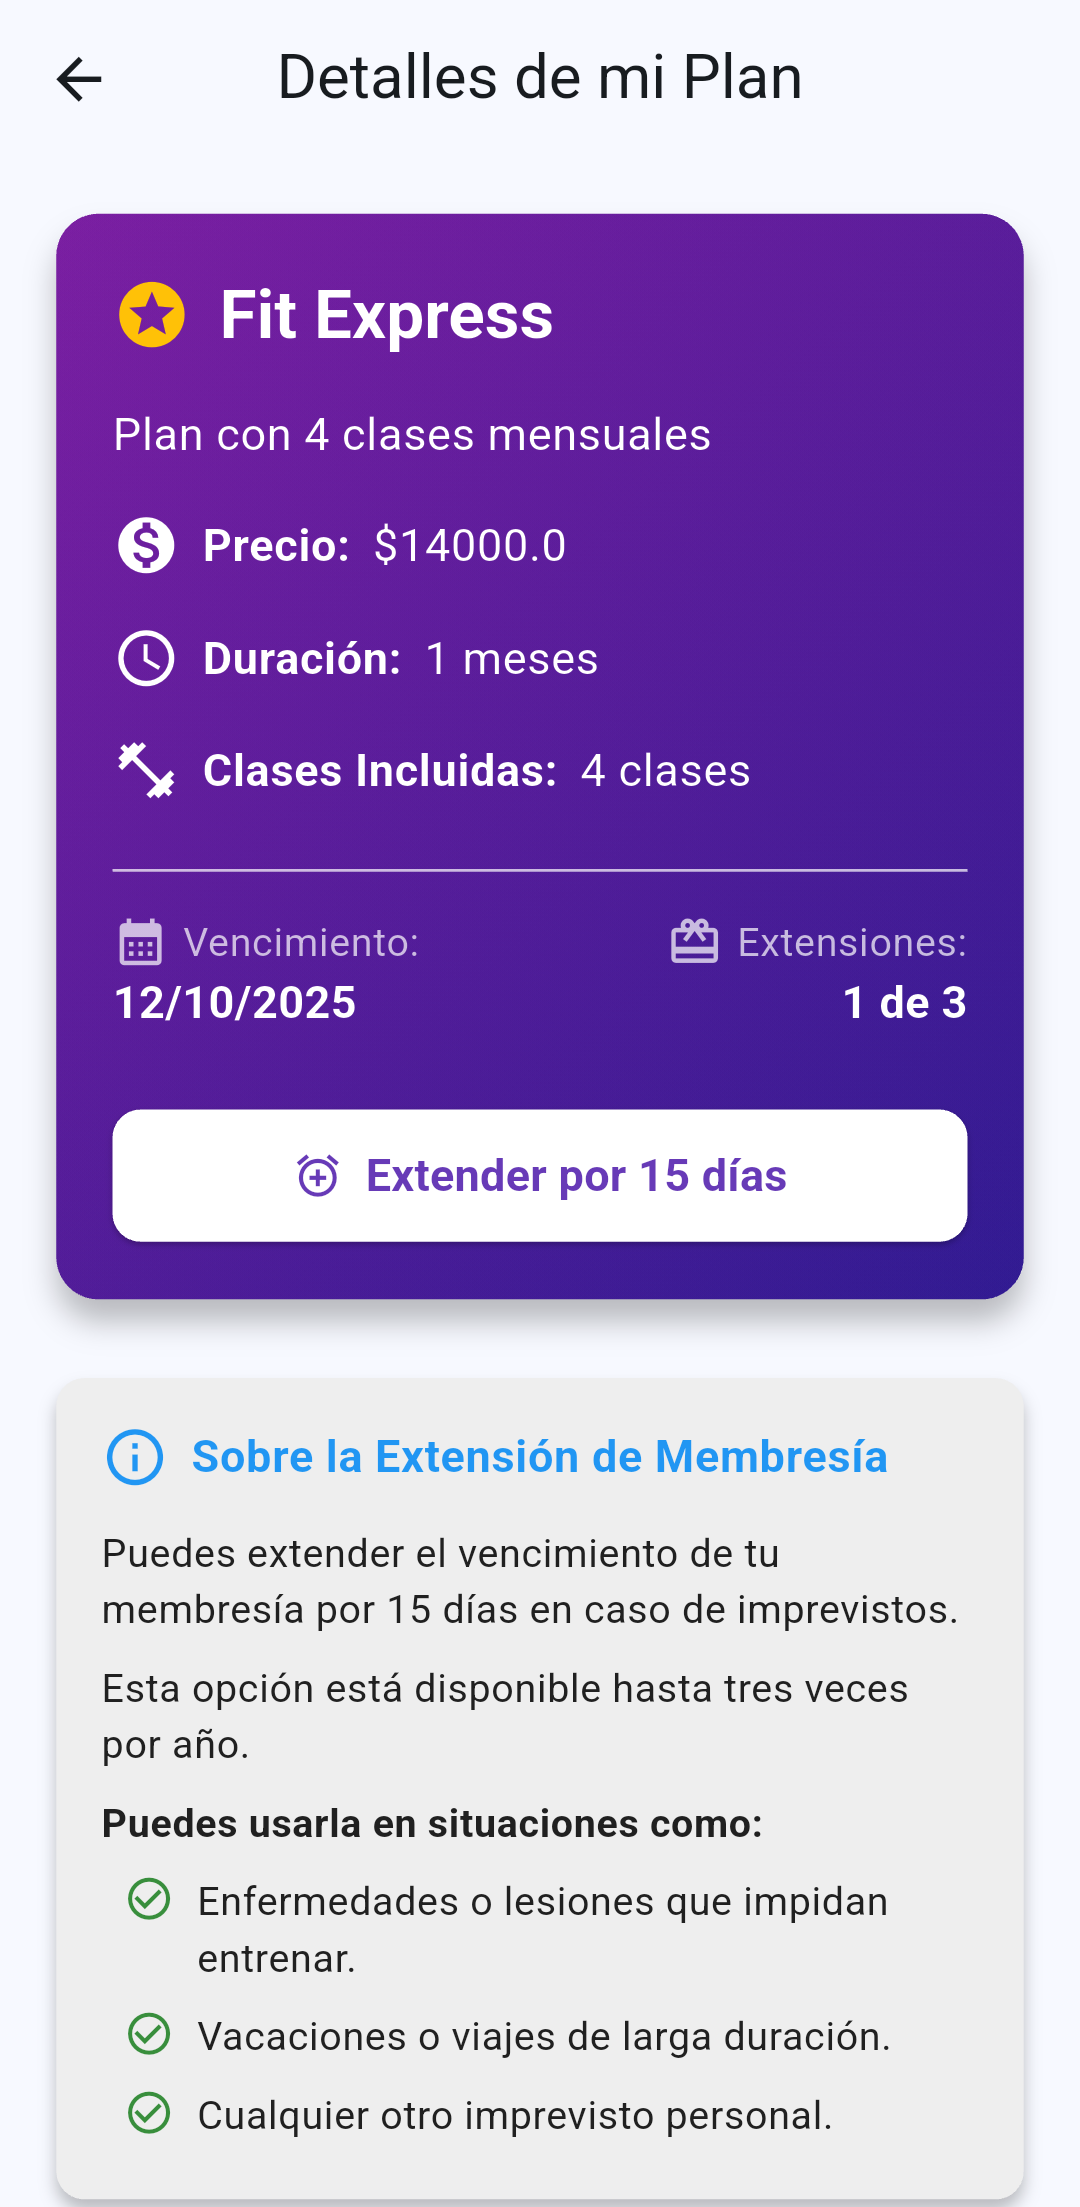 Detalles de mi Plan
Fit Express
Plan con 4 clases mensuales
Precio: $14000.0
Duración: 1 meses
Clases Incluidas: 4 clases
Vencimiento:
12/10/2025
Extensiones:
1 de 3
Extender por 15 días
Sobre la Extensión de Membresía
Puedes extender el vencimiento de tu
membresía por 15 días en caso de imprevistos.
Esta opción está disponible hasta tres veces
por año.
Puedes usarla en situaciones como:
Enfermedades o lesiones que impidan
entrenar.
Vacaciones o viajes de larga duración.
Cualquier otro imprevisto personal.